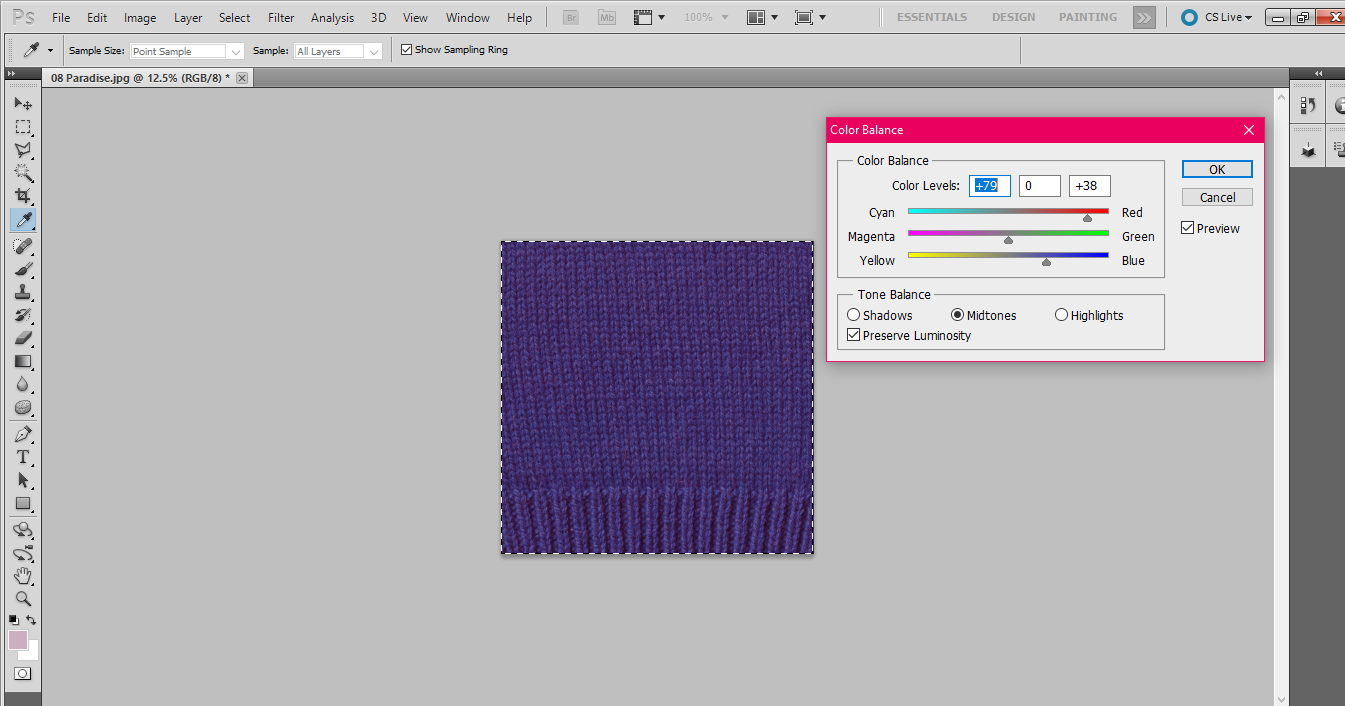 Ps File Edit Image Layer Select Filter Analysis 3D View Window Help Br Mb 100% ESSENTIALS DESIGN PAINTING CS Live
Sample Size: Point Sample Sample: All Layers Show Sampling Ring
08 Paradise.jpg @ 12.5% (RGB/8) *
Color Balance
Color Balance
Color Levels: +79 0 +38
Cyan Red
Magenta Green
Yellow Blue
OK
Cancel
Preview
Tone Balance
Shadows Midtones Highlights
Preserve Luminosity
T